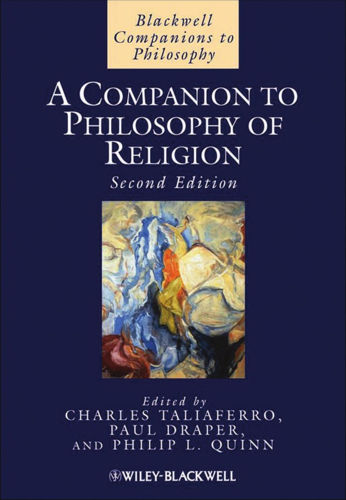 Blackwell
Companions to
Philosophy
A COMPANION TO
PHILOSOPHY OF
RELIGION
Second Edition
Edited by
CHARLES TALIAFERRO,
PAUL DRAPER,
AND PHILIP L. QUINN
WILEY-BLACKWELL